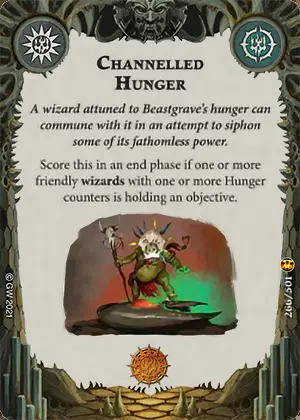 CHANNELLED
HUNGER
A wizard attuned to Beastgrave's hunger can
commune with it in an attempt to siphon
some of its fathomless power.
Score this in an end phase if one or more
friendly wizards with one or more Hunger
counters is holding an objective.
© GW 2021
266/501